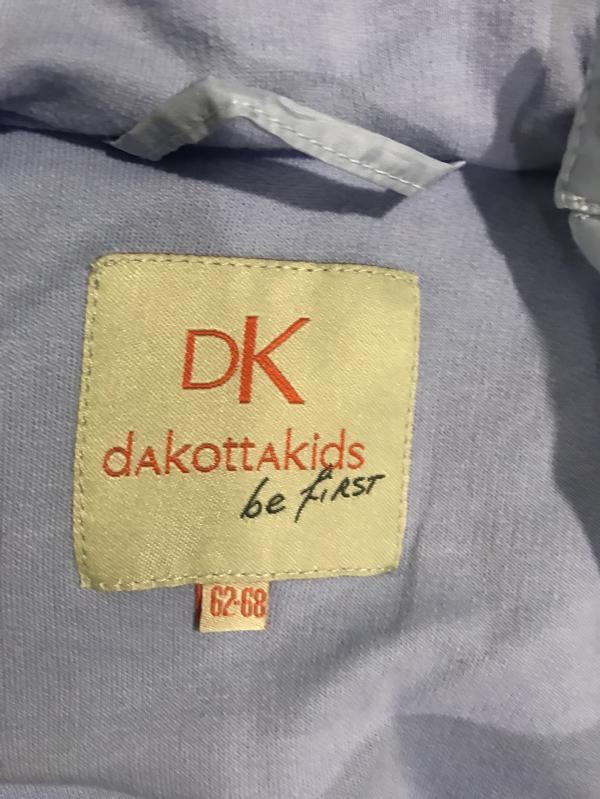 DK
dAkottAkids
be fiRST
62-68